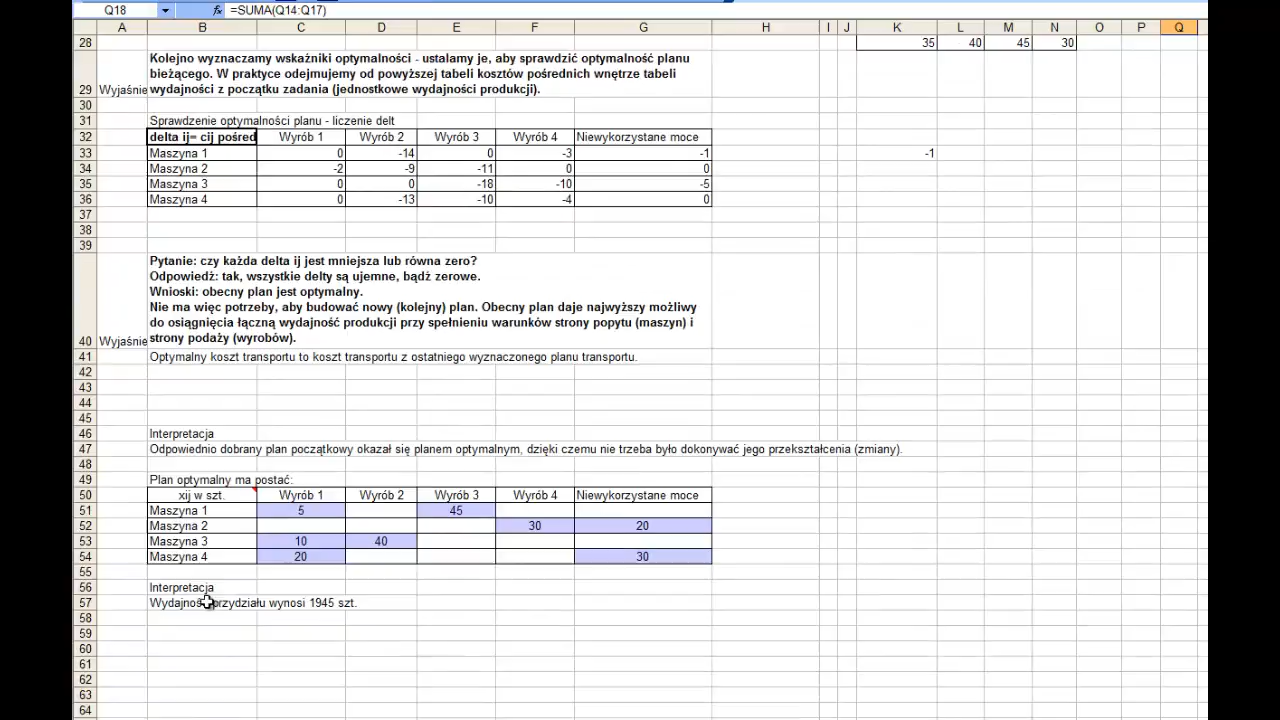 Q18 fx =SUMA(Q14:Q17)
A B C D E F G H I J K L M N O P Q
28 35 40 45 30
Kolejno wyznaczamy wskaźniki optymalności - ustalamy je, aby sprawdzić optymalność planu
bieżącego. W praktyce odejmujemy od powyższej tabeli kosztów pośrednich wnętrze tabeli
29 Wyjaśnie wydajności z początku zadania (jednostkowe wydajności produkcji).
30
31 Sprawdzenie optymalności planu - liczenie delt
32 delta ij= cij pośred Wyrób 1 Wyrób 2 Wyrób 3 Wyrób 4 Niewykorzystane moce
33 Maszyna 1 0 -14 0 -3 -1 -1
34 Maszyna 2 -2 -9 -11 0 0
35 Maszyna 3 0 0 -18 -10 -5
36 Maszyna 4 0 -13 -10 -4 0
37
38
39
Pytanie: czy każda delta ij jest mniejsza lub równa zero?
Odpowiedź: tak, wszystkie delty są ujemne, bądź zerowe.
Wnioski: obecny plan jest optymalny.
Nie ma więc potrzeby, aby budować nowy (kolejny) plan. Obecny plan daje najwyższy możliwy
do osiągnięcia łączną wydajność produkcji przy spełnieniu warunków strony popytu (maszyn) i
40 Wyjaśnie strony podaży (wyrobów).
41 Optymalny koszt transportu to koszt transportu z ostatniego wyznaczonego planu transportu.
42
43
44
45
46 Interpretacja
47 Odpowiednio dobrany plan początkowy okazał się planem optymalnym, dzięki czemu nie trzeba było dokonywać jego przekształcenia (zmiany).
48
49 Plan optymalny ma postać:
50 xij w szt. Wyrób 1 Wyrób 2 Wyrób 3 Wyrób 4 Niewykorzystane moce
51 Maszyna 1 5 45
52 Maszyna 2 30 20
53 Maszyna 3 10 40
54 Maszyna 4 20 30
55
56 Interpretacja
57 Wydajność przydziału wynosi 1945 szt.
58
59
60
61
62
63
64